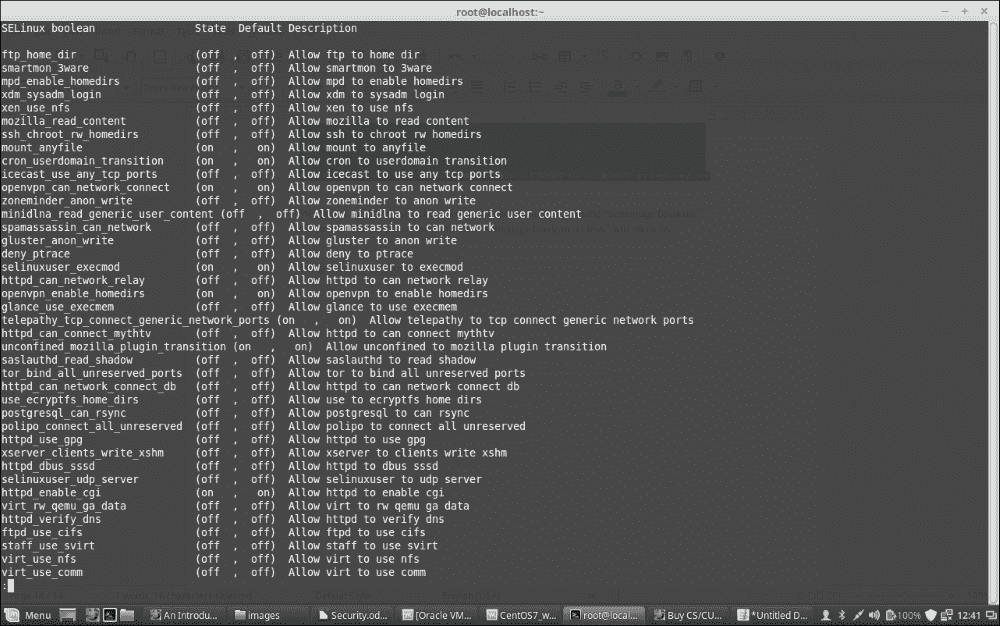 root@localhost:~
SELinux boolean State Default Description
ftp_home_dir (off , off) Allow ftp to home dir
smartmon_3ware (off , off) Allow smartmon to 3ware
mpd_enable_homedirs (off , off) Allow mpd to enable homedirs
xdm_sysadm_login (off , off) Allow xdm to sysadm login
xen_use_nfs (off , off) Allow xen to use nfs
mozilla_read_content (off , off) Allow mozilla to read content
ssh_chroot_rw_homedirs (off , off) Allow ssh to chroot rw homedirs
mount_anyfile (on , on) Allow mount to anyfile
cron_userdomain_transition (on , on) Allow cron to userdomain transition
icecast_use_any_tcp_ports (off , off) Allow icecast to use any tcp ports
openvpn_can_network_connect (on , on) Allow openvpn to can network connect
zoneminder_anon_write (off , off) Allow zoneminder to anon write
minidlna_read_generic_user_content (off , off) Allow minidlna to read generic user content
spamassassin_can_network (off , off) Allow spamassassin to can network
gluster_anon_write (off , off) Allow gluster to anon write
deny_ptrace (off , off) Allow deny to ptrace
selinuxuser_execmod (on , on) Allow selinuxuser to execmod
httpd_can_network_relay (off , off) Allow httpd to can network relay
openvpn_enable_homedirs (on , on) Allow openvpn to enable homedirs
glance_use_execmem (off , off) Allow glance to use execmem
telepathy_tcp_connect_generic_network_ports (on , on) Allow telepathy to tcp connect generic network ports
httpd_can_connect_mythtv (off , off) Allow httpd to can connect mythtv
unconfined_mozilla_plugin_transition (on , on) Allow unconfined to mozilla plugin transition
saslauthd_read_shadow (off , off) Allow saslauthd to read shadow
tor_bind_all_unreserved_ports (off , off) Allow tor to bind all unreserved ports
httpd_can_network_connect_db (off , off) Allow httpd to can network connect db
use_ecryptfs_home_dirs (off , off) Allow use to ecryptfs home dirs
postgresql_can_rsync (off , off) Allow postgresql to can rsync
polipo_connect_all_unreserved (off , off) Allow polipo to connect all unreserved
httpd_use_gpg (off , off) Allow httpd to use gpg
xserver_clients_write_xshm (off , off) Allow xserver to clients write xshm
httpd_dbus_sssd (off , off) Allow httpd to dbus sssd
selinuxuser_udp_server (off , off) Allow selinuxuser to udp server
httpd_enable_cgi (on , on) Allow httpd to enable cgi
virt_rw_qemu_ga_data (off , off) Allow virt to rw qemu ga data
httpd_verify_dns (off , off) Allow httpd to verify dns
ftpd_use_cifs (off , off) Allow ftpd to use cifs
staff_use_svirt (off , off) Allow staff to use svirt
virt_use_nfs (off , off) Allow virt to use nfs
virt_use_comm (off , off) Allow virt to use comm
:
Menu An Introdu... images Security.od... [Oracle VM... CentOS7_w... root@local... Buy CS/CU... *Untitled D... 100% 12:41